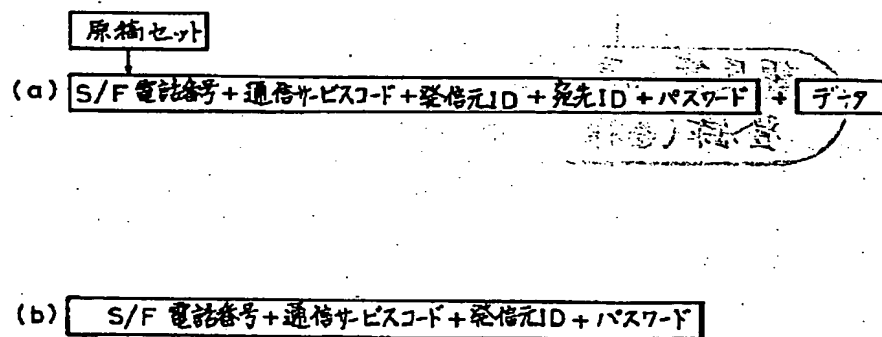 原稿セット
(a) S/F 電話番号+通信サービスコード+発信元ID+宛先ID+パスワード + データ
(b) S/F 電話番号+通信サービスコード+発信元ID+パスワード